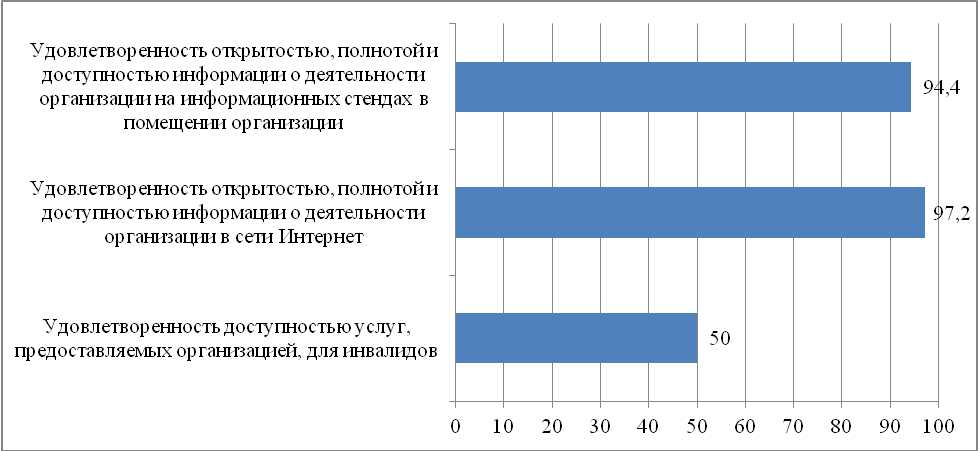 Удовлетворенность открытостью, полнотой и
доступностью информации о деятельности
организации на информационных стендах в
помещении организации
94,4
Удовлетворенность открытостью, полнотой и
доступностью информации о деятельности
организации в сети Интернет
97,2
Удовлетворенность доступностью услуг,
предоставляемых организацией, для инвалидов
50
0 10 20 30 40 50 60 70 80 90 100